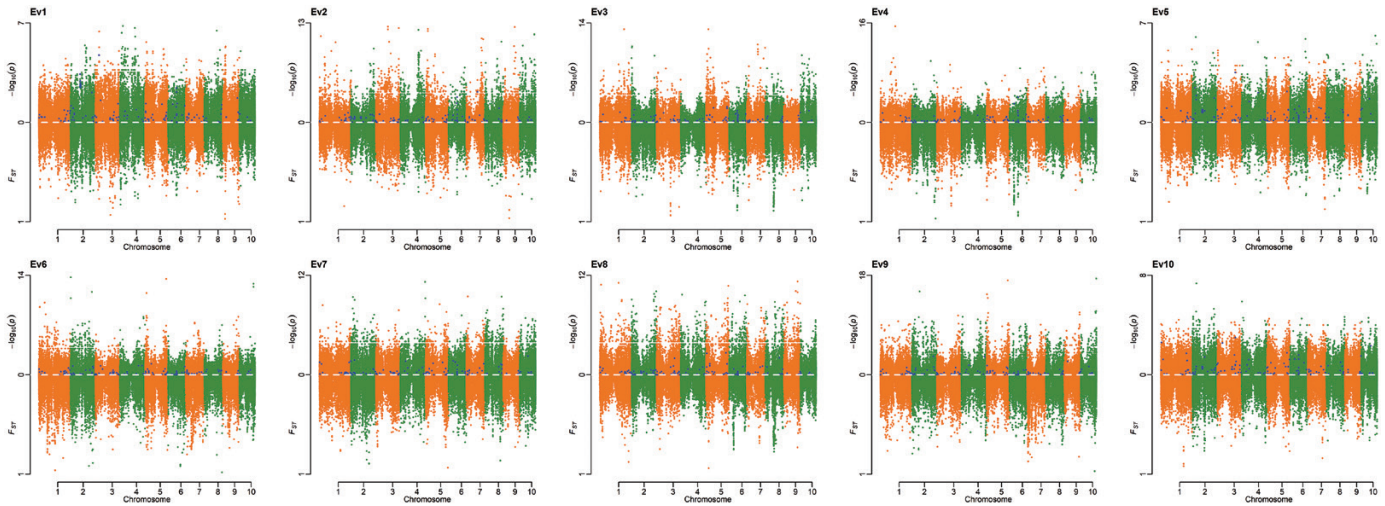 Ev1
7
0
1
−log10(p)
FST
1 2 3 4 5 6 7 8 9 10
Chromosome
Ev2
13
0
1
−log10(p)
FST
1 2 3 4 5 6 7 8 9 10
Chromosome
Ev3
14
0
1
−log10(p)
FST
1 2 3 4 5 6 7 8 9 10
Chromosome
Ev4
16
0
1
−log10(p)
FST
1 2 3 4 5 6 7 8 9 10
Chromosome
Ev5
7
0
1
−log10(p)
FST
1 2 3 4 5 6 7 8 9 10
Chromosome
Ev6
14
0
1
−log10(p)
FST
1 2 3 4 5 6 7 8 9 10
Chromosome
Ev7
12
0
1
−log10(p)
FST
1 2 3 4 5 6 7 8 9 10
Chromosome
Ev8
12
0
1
−log10(p)
FST
1 2 3 4 5 6 7 8 9 10
Chromosome
Ev9
18
0
1
−log10(p)
FST
1 2 3 4 5 6 7 8 9 10
Chromosome
Ev10
8
0
1
−log10(p)
FST
1 2 3 4 5 6 7 8 9 10
Chromosome